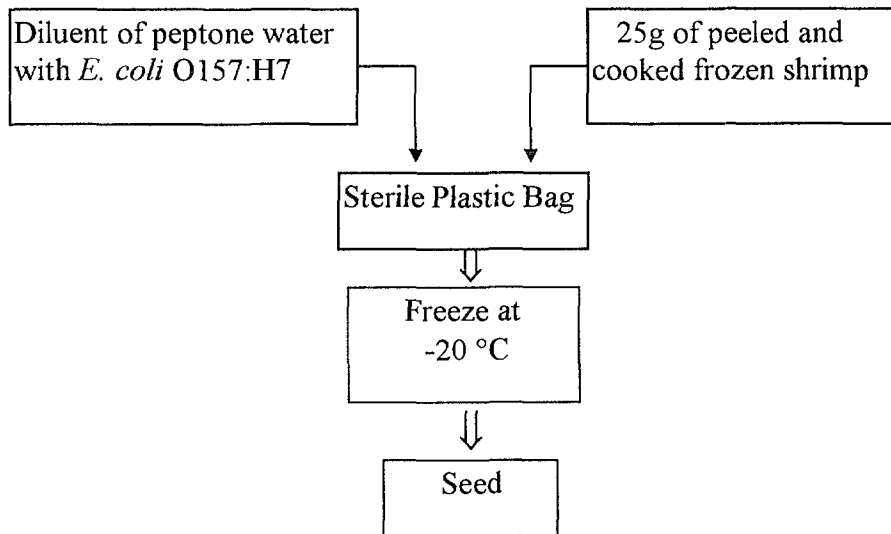 Diluent of peptone water
with E. coli O157:H7
25g of peeled and
cooked frozen shrimp
Sterile Plastic Bag
Freeze at
-20 °C
Seed